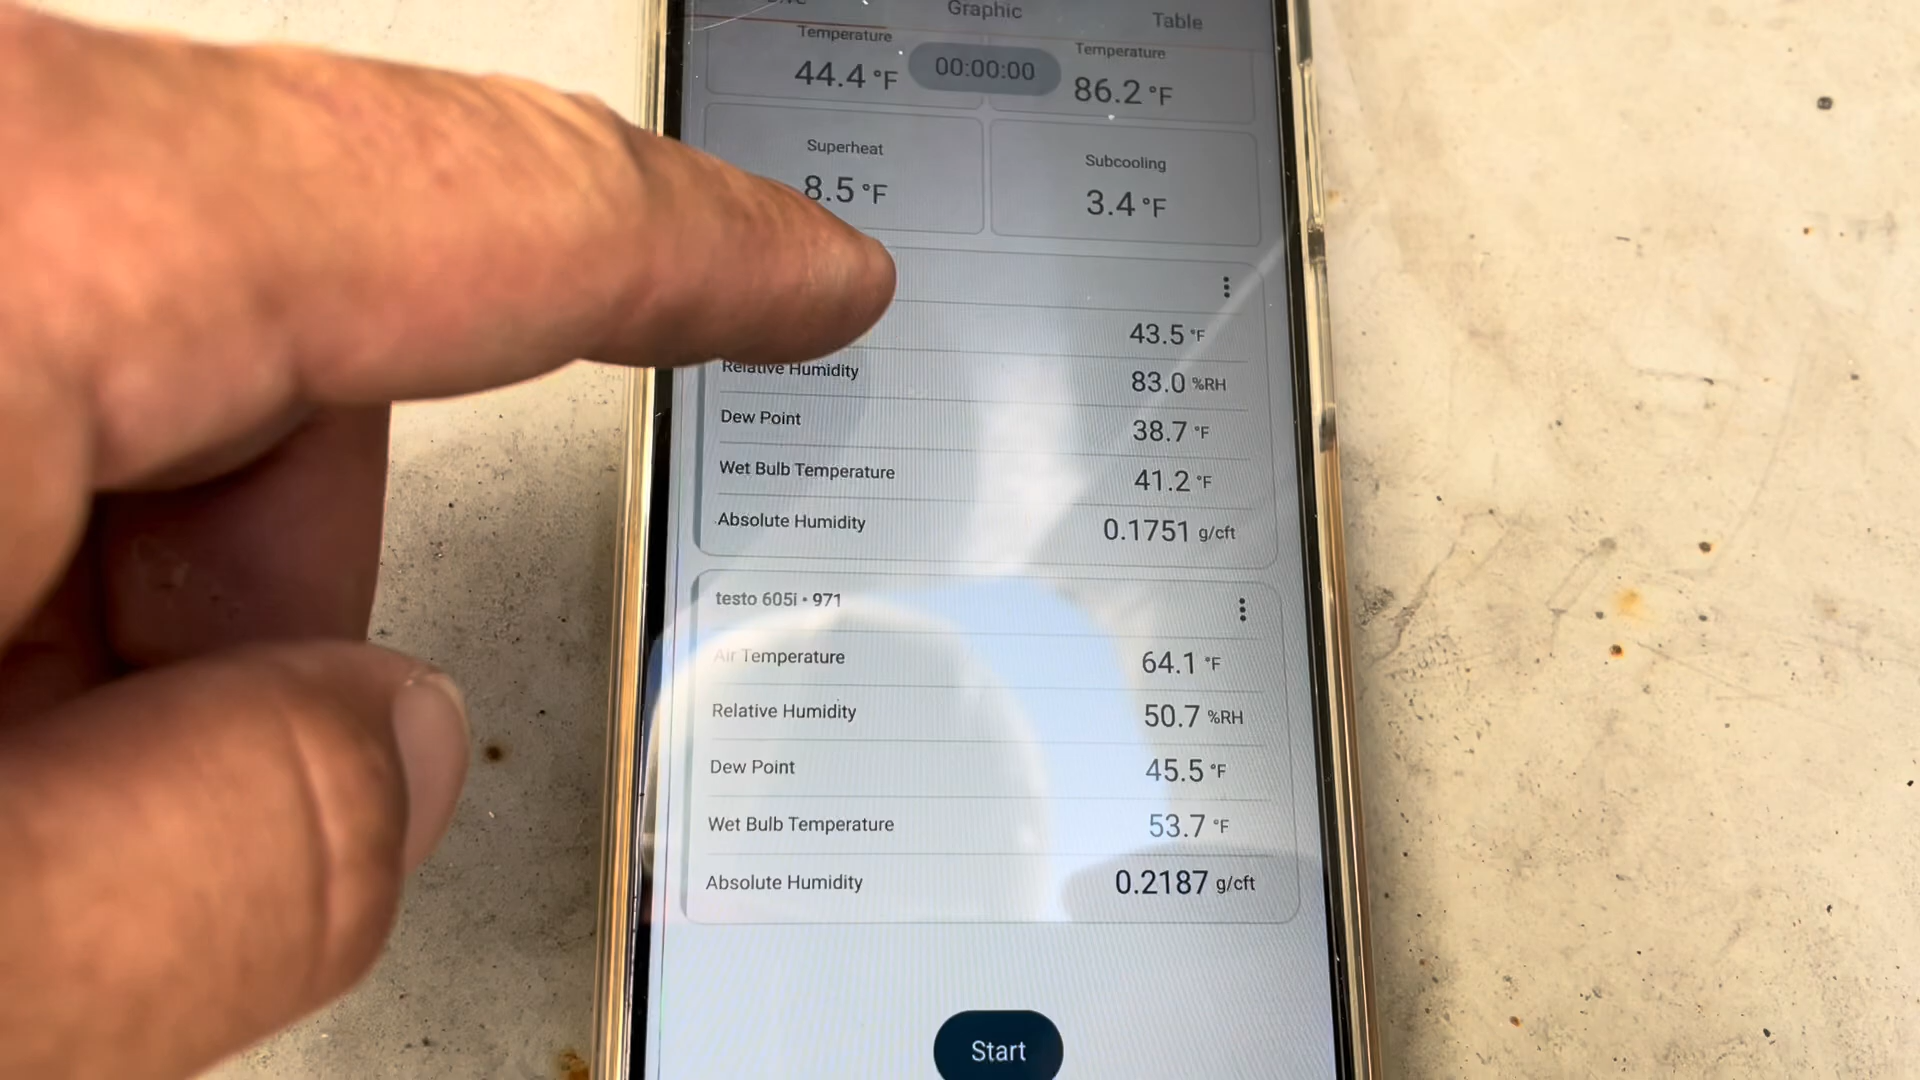 Graphic
Table
Temperature
44.4 °F
00:00:00
Temperature
86.2 °F
Superheat
8.5 °F
Subcooling
3.4 °F
43.5 °F
Relative Humidity
83.0 %RH
Dew Point
38.7 °F
Wet Bulb Temperature
41.2 °F
Absolute Humidity
0.1751 g/cft
testo 605i • 971
Air Temperature
64.1 °F
Relative Humidity
50.7 %RH
Dew Point
45.5 °F
Wet Bulb Temperature
53.7 °F
Absolute Humidity
0.2187 g/cft
Start